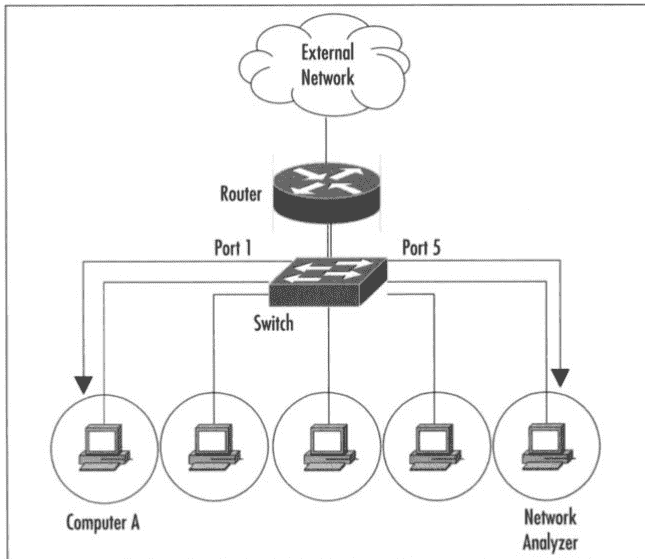 External
Network
Router
Port 1
Port 5
Switch
Computer A
Network
Analyzer